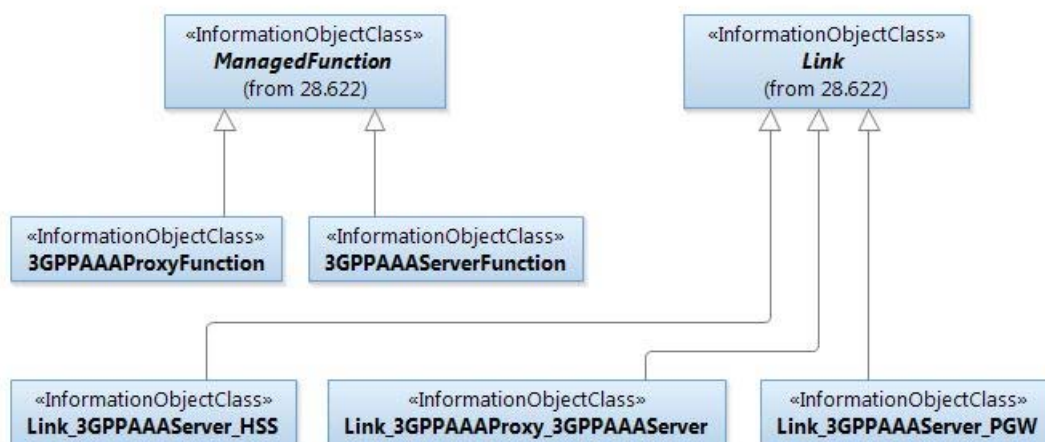 «InformationObjectClass»
ManagedFunction
(from 28.622)
«InformationObjectClass»
Link
(from 28.622)
«InformationObjectClass»
3GPPAAAProxyFunction
«InformationObjectClass»
3GPPAAAServerFunction
«InformationObjectClass»
Link_3GPPAAAServer_HSS
«InformationObjectClass»
Link_3GPPAAAProxy_3GPPAAAServer
«InformationObjectClass»
Link_3GPPAAAServer_PGW